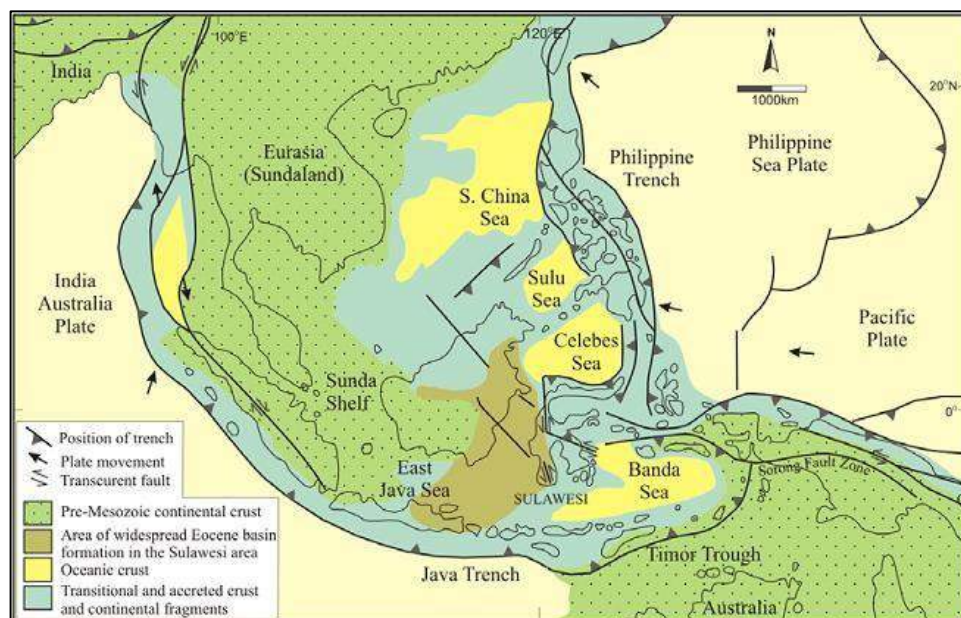 100°E
120°E
India
N
20°N
1000km
Eurasia
(Sundaland)
Philippine
Sea Plate
Philippine
Trench
S. China
Sea
India
Australia
Plate
Sulu
Sea
Pacific
Plate
Celebes
Sea
Sunda
Shelf
0°
Position of trench
Plate movement
Transcurent fault
East
Java Sea
Banda
Sea
Sorong Fault Zone
SULAWESI
Pre-Mesozoic continental crust
Area of widespread Eocene basin
formation in the Sulawesi area
Oceanic crust
Transitional and accreted crust
and continental fragments
Timor Trough
Java Trench
Australia